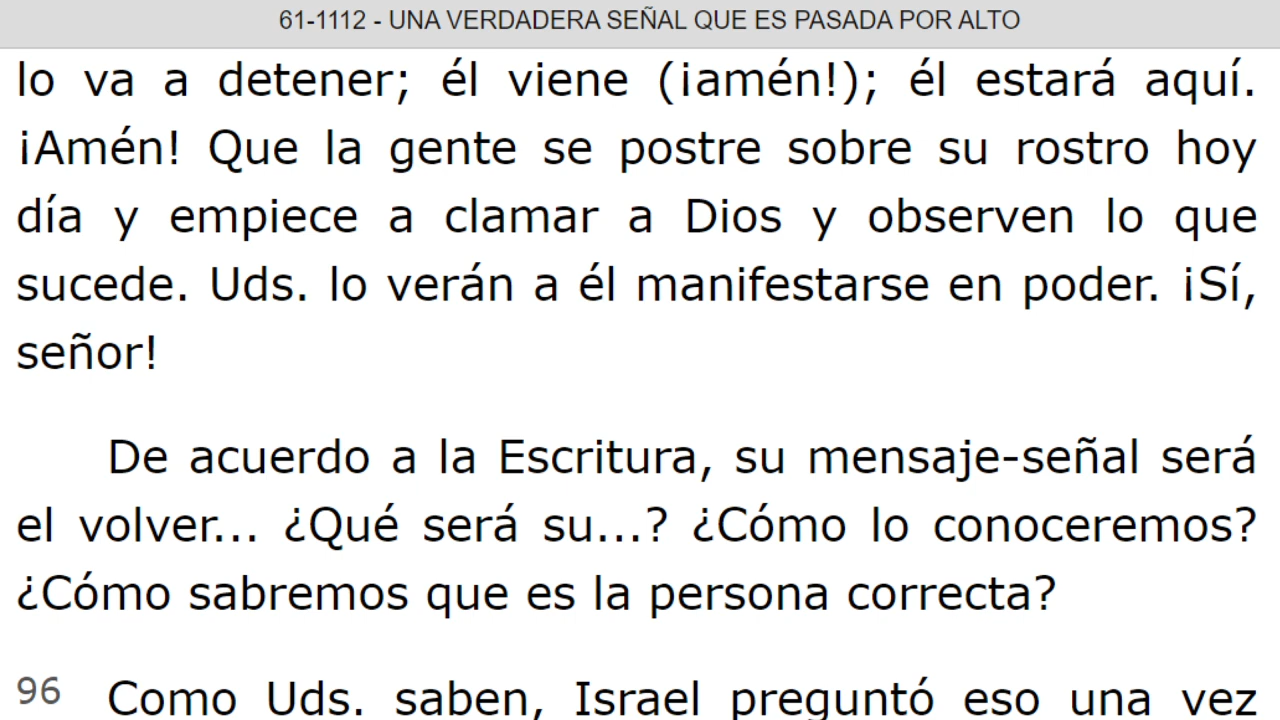 61-1112 - UNA VERDADERA SEÑAL QUE ES PASADA POR ALTO
lo va a detener; él viene (¡amén!); él estará aquí.
¡Amén! Que la gente se postre sobre su rostro hoy
día y empiece a clamar a Dios y observen lo que
sucede. Uds. lo verán a él manifestarse en poder. ¡Sí,
señor!
De acuerdo a la Escritura, su mensaje-señal será
el volver... ¿Qué será su...? ¿Cómo lo conoceremos?
¿Cómo sabremos que es la persona correcta?
96 Como Uds. saben, Israel preguntó eso una vez